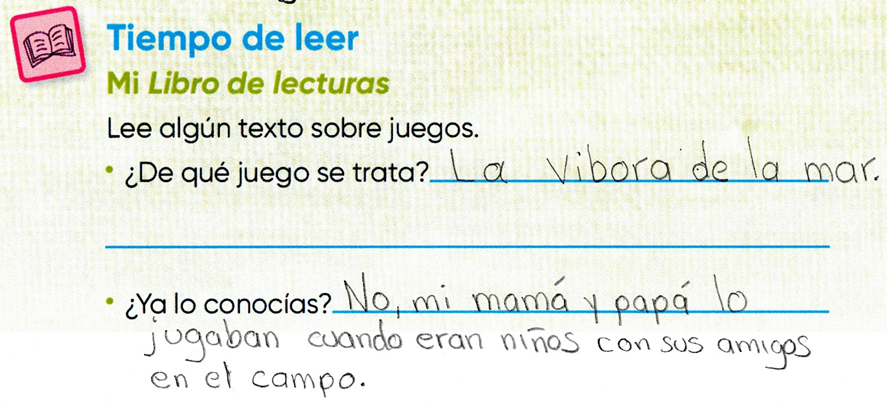 Tiempo de leer
Mi Libro de lecturas
Lee algún texto sobre juegos.
• ¿De qué juego se trata? La vibora de la mar.
• ¿Ya lo conocías? No, mi mamá y papá lo
jugaban cuando eran niños con sus amigos
en el campo.